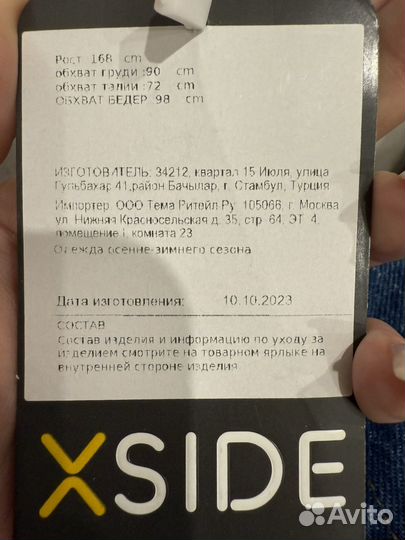 Рост 168 cm
обхват груди :90 cm
обхват талии :72 cm
ОБХВАТ БЕДЕР 98 cm
ИЗГОТОВИТЕЛЬ: 34212, квартал 15 Июля, улица
Гульбахар 41,район Бачылар, г. Стамбул, Турция
Импортер: ООО Тема Ритейл Ру: 105066, г. Москва
ул. Нижняя Красносельская д. 35, стр. 64, ЭТ. 4,
помещение I, комната 23
Одежда осенне-зимнего сезона
Дата изготовления: 10.10.2023
СОСТАВ
Состав изделия и информацию по уходу за
изделием смотрите на товарном ярлыке на
внутренней стороне изделия
XSIDE
Avito